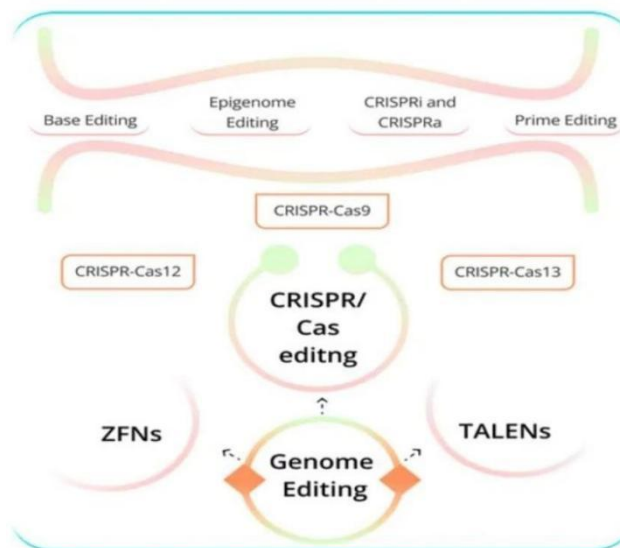 Base Editing
Epigenome
Editing
CRISPRi and
CRISPRa
Prime Editing
CRISPR-Cas9
CRISPR-Cas12
CRISPR-Cas13
CRISPR/
Cas
editng
ZFNs
TALENs
Genome
Editing